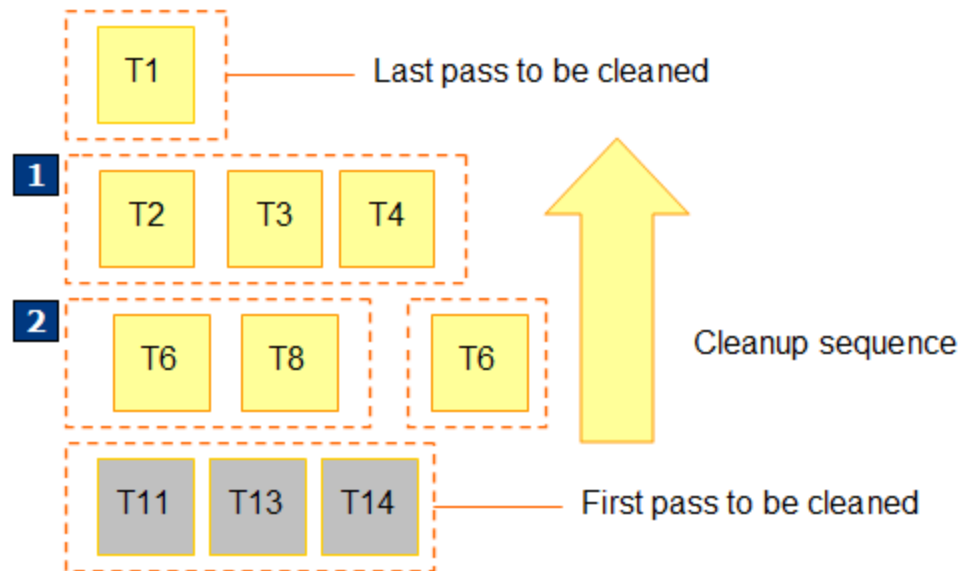 T1
Last pass to be cleaned
1
T2 T3 T4
2
T6 T8 T6
Cleanup sequence
T11 T13 T14
First pass to be cleaned